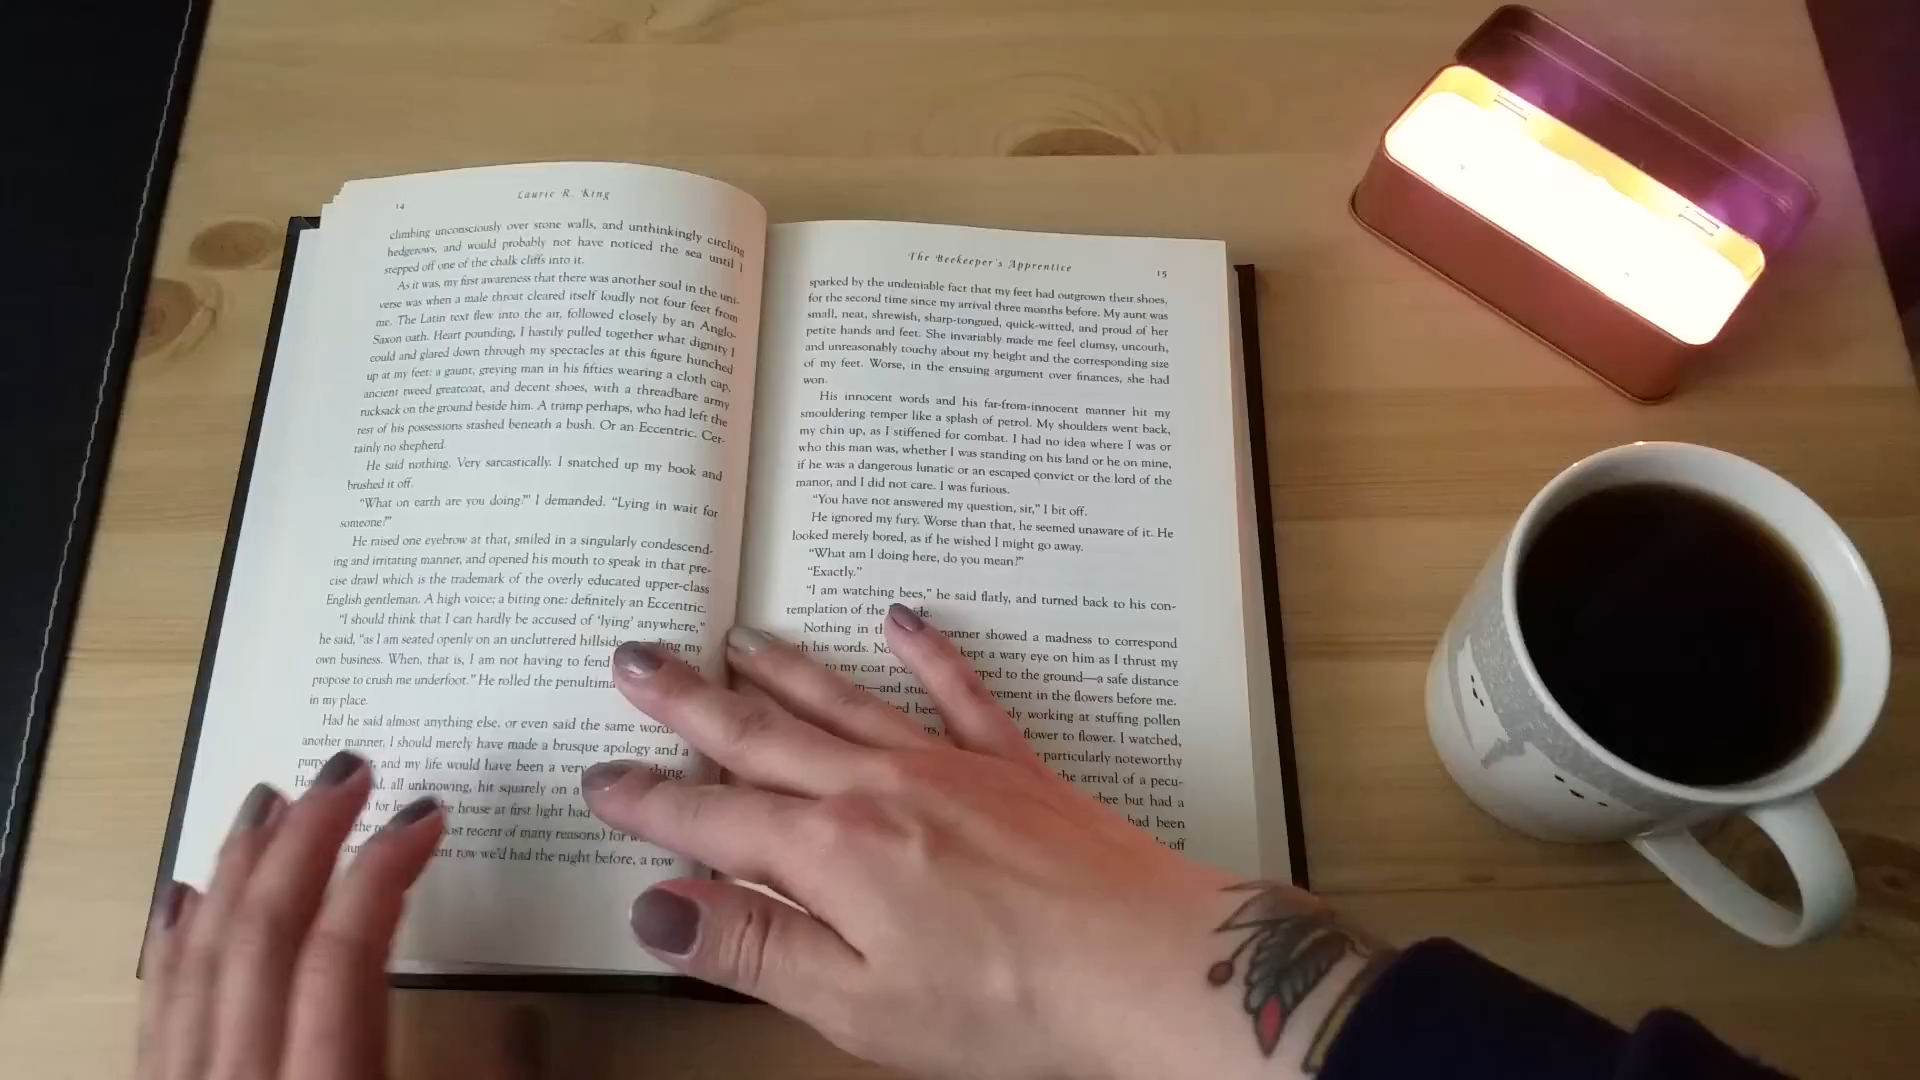 14
Laurie R. King
climbing unconsciously over stone walls, and unthinkingly circling
hedgerows, and would probably not have noticed the sea until I
stepped off one of the chalk cliffs into it.
As it was, my first awareness that there was another soul in the uni-
verse was when a male throat cleared itself loudly not four feet from
me. The Latin text flew into the air, followed closely by an Anglo-
Saxon oath. Heart pounding, I hastily pulled together what dignity I
could and glared down through my spectacles at this figure hunched
up at my feet: a gaunt, greying man in his fifties wearing a cloth cap,
ancient tweed greatcoat, and decent shoes, with a threadbare army
rucksack on the ground beside him. A tramp perhaps, who had left the
rest of his possessions stashed beneath a bush. Or an Eccentric. Cer-
tainly no shepherd.
He said nothing. Very sarcastically. I snatched up my book and
brushed it off.
“What on earth are you doing?” I demanded. “Lying in wait for
someone?”
He raised one eyebrow at that, smiled in a singularly condescend-
ing and irritating manner, and opened his mouth to speak in that pre-
cise drawl which is the trademark of the overly educated upper-class
English gentleman. A high voice; a biting one: definitely an Eccentric.
“I should think that I can hardly be accused of ‘lying’ anywhere,”
he said, “as I am seated openly on an uncluttered hillside, my
own business. When, that is, I am not having to fend
propose to crush me underfoot.” He rolled the penultima
in my place.
Had he said almost anything else, or even said the same words
another manner, I should merely have made a brusque apology and a
and my life would have been a very thing.
all unknowing, hit squarely on a
for house at first light had
the recent of many reasons) for
row we’d had the night before, a row
The Beekeeper’s Apprentice
15
sparked by the undeniable fact that my feet had outgrown their shoes,
for the second time since my arrival three months before. My aunt was
small, neat, shrewish, sharp-tongued, quick-witted, and proud of her
petite hands and feet. She invariably made me feel clumsy, uncouth,
and unreasonably touchy about my height and the corresponding size
of my feet. Worse, in the ensuing argument over finances, she had
won.
His innocent words and his far-from-innocent manner hit my
smouldering temper like a splash of petrol. My shoulders went back,
my chin up, as I stiffened for combat. I had no idea where I was or
who this man was, whether I was standing on his land or he on mine,
if he was a dangerous lunatic or an escaped convict or the lord of the
manor, and I did not care. I was furious.
“You have not answered my question, sir,” I bit off.
He ignored my fury. Worse than that, he seemed unaware of it. He
looked merely bored, as if he wished I might go away.
“What am I doing here, do you mean?”
“Exactly.”
“I am watching bees,” he said flatly, and turned back to his con-
templation of the
Nothing in manner showed a madness to correspond
his words. kept a wary eye on him as I thrust my
to my coat to the ground—a safe distance
and vement in the flowers before me.
working at stuffing pollen
flower to flower. I watched,
particularly noteworthy
the arrival of a pecu-
bee but had a
had been
off